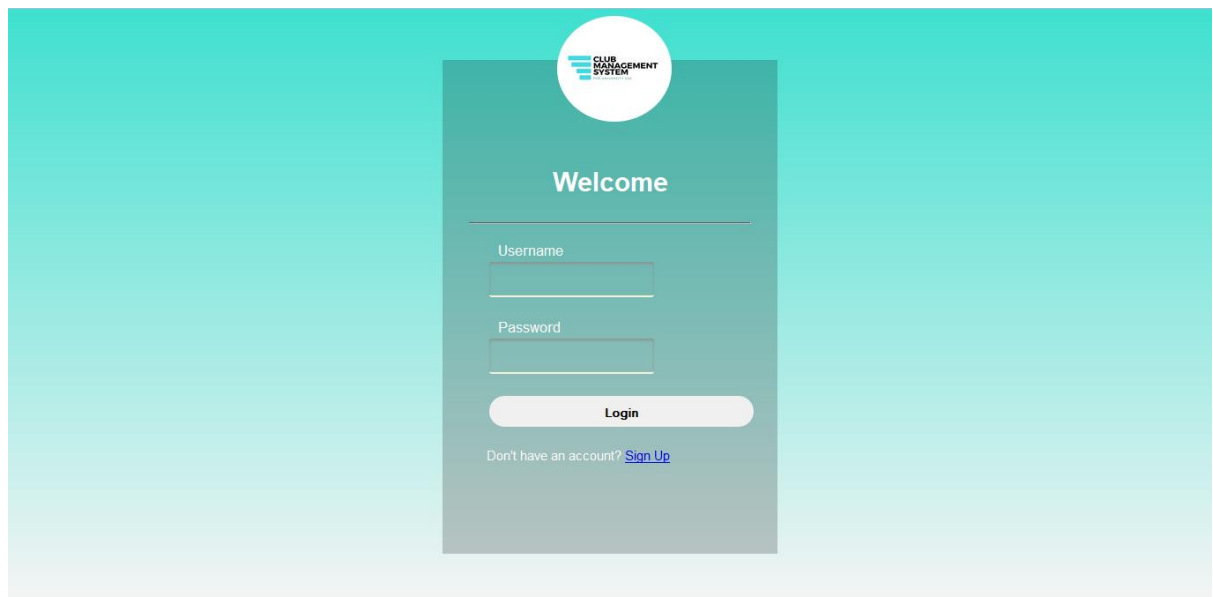 CLUB
MANAGEMENT
SYSTEM
Welcome
Username
Password
Login
Don't have an account? Sign Up